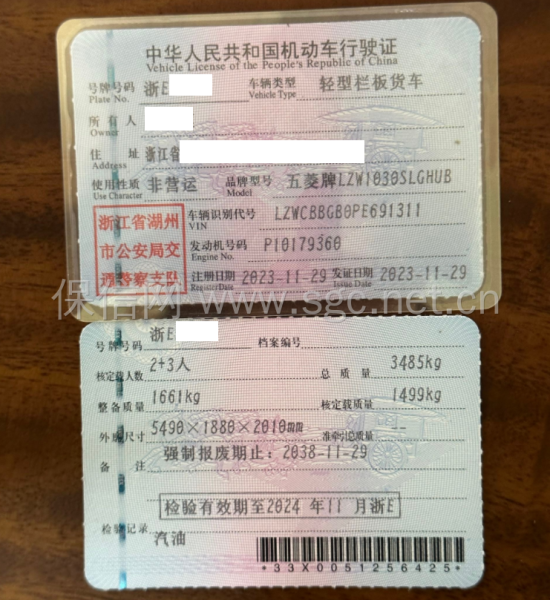 中华人民共和国机动车行驶证
Vehicle License of the People's Republic of China
号牌号码 浙E 车辆类型 轻型栏板货车
Plate No. Vehicle Type
所有人
Owner
住址 浙江省
Address
使用性质 非营运 品牌型号 五菱牌LZW1030SLGHUB
Use Character Model
浙江省湖州
市公安局交
通警察支队
车辆识别代号 LZWCBBGB0PE691311
VIN
发动机号码 P10179360
Engine No.
注册日期 2023-11-29 发证日期 2023-11-29
Register Date Issue Date
保信网 www.sgc.net.cn
号牌号码 浙E 档案编号
核定载人数 2+3人 总质量 3485kg
整备质量 1661kg 核定载质量 1499kg
外廓尺寸 5490×1880×2010 准牵引总质量 --
备注 强制报废期止：2038-11-29
检验有效期至2024年11月浙E
检验记录 汽油
*33X0051256425*